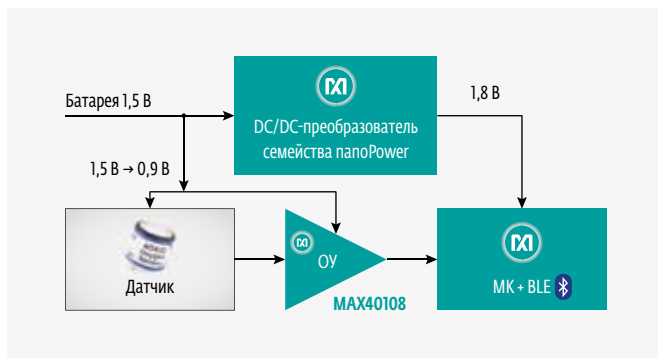 Батарея 1,5 В
DC/DC-преобразователь
семейства nanoPower
1,8 В
1,5 В → 0,9 В
Датчик
ОУ
MAX40108
МК + BLE